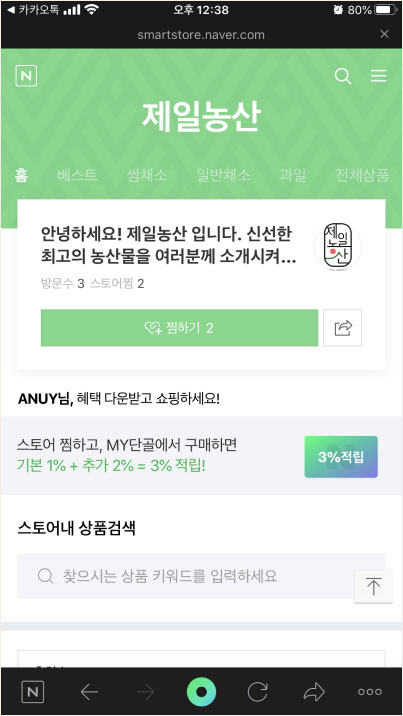 카카오톡 오후 12:38 80%
smartstore.naver.com
N
제일농산
홈 베스트 쌈채소 일반채소 과일 전체상품
안녕하세요! 제일농산 입니다. 신선한
최고의 농산물을 여러분께 소개시켜...
제일
농산
방문수 3 스토어찜 2
찜하기 2
ANUY님, 혜택 다운받고 쇼핑하세요!
스토어 찜하고, MY단골에서 구매하면
기본 1% + 추가 2% = 3% 적립!
3%적립
스토어내 상품검색
찾으시는 상품 키워드를 입력하세요
N